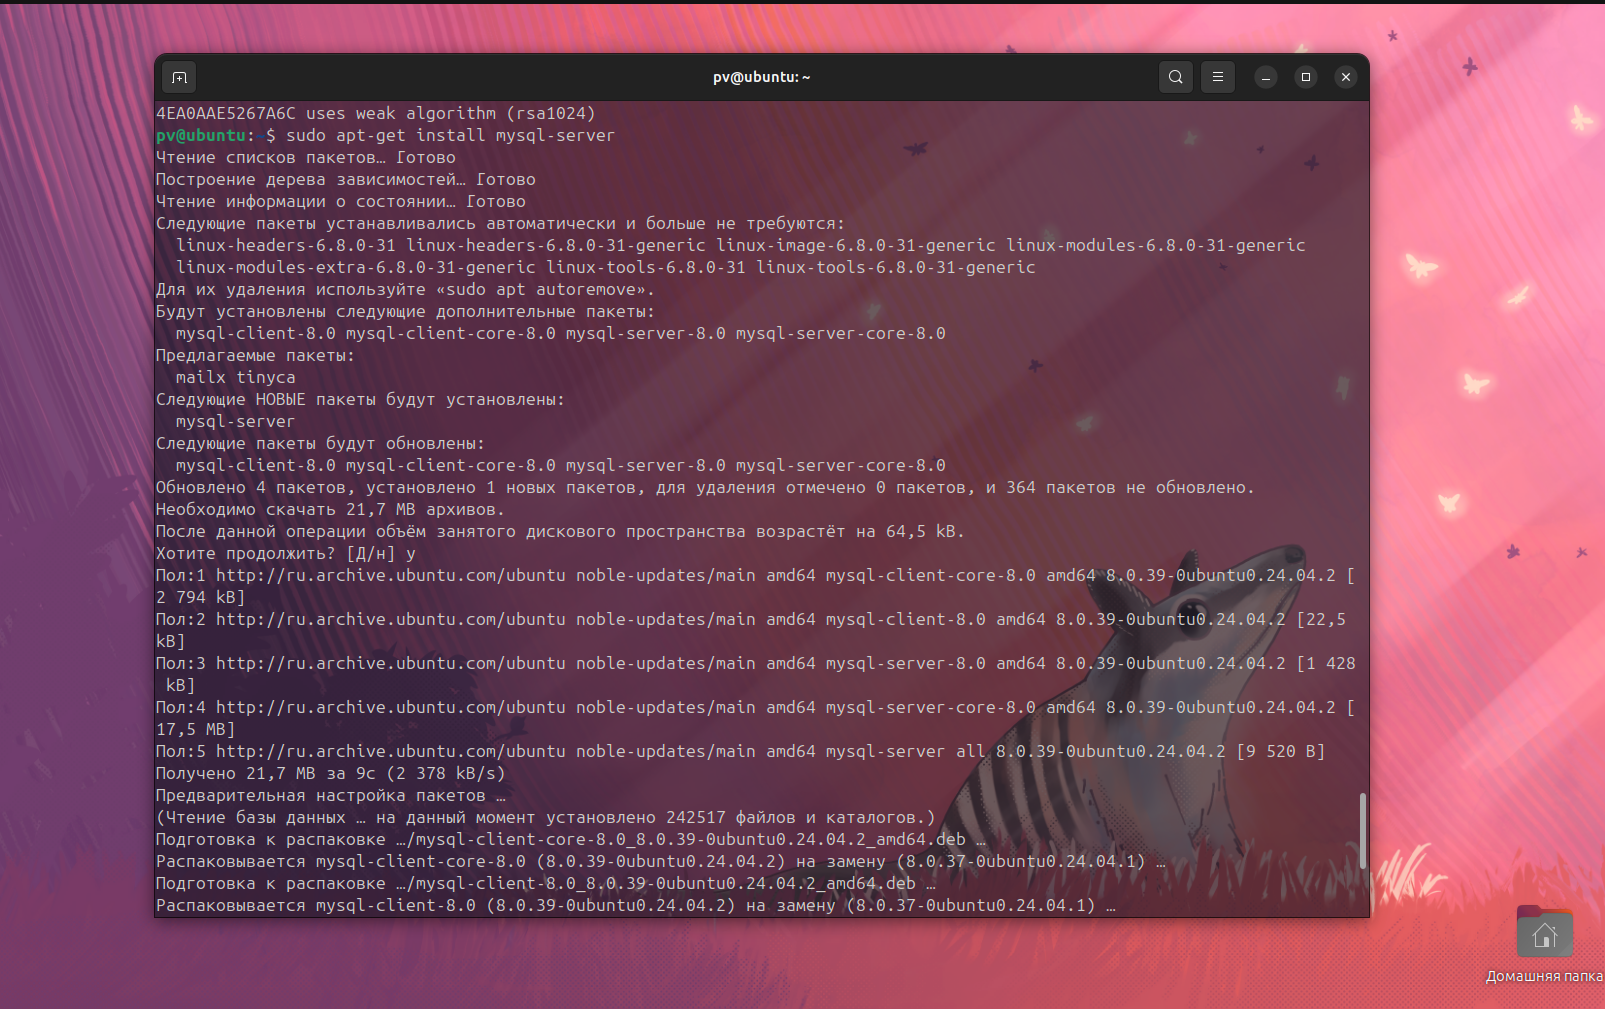 pv@ubuntu: ~
4EA0AAE5267A6C uses weak algorithm (rsa1024)
pv@ubuntu:~$ sudo apt-get install mysql-server
Чтение списков пакетов… Готово
Построение дерева зависимостей… Готово
Чтение информации о состоянии… Готово
Следующие пакеты устанавливались автоматически и больше не требуются:
  linux-headers-6.8.0-31 linux-headers-6.8.0-31-generic linux-image-6.8.0-31-generic linux-modules-6.8.0-31-generic
  linux-modules-extra-6.8.0-31-generic linux-tools-6.8.0-31 linux-tools-6.8.0-31-generic
Для их удаления используйте «sudo apt autoremove».
Будут установлены следующие дополнительные пакеты:
  mysql-client-8.0 mysql-client-core-8.0 mysql-server-8.0 mysql-server-core-8.0
Предлагаемые пакеты:
  mailx tinyca
Следующие НОВЫЕ пакеты будут установлены:
  mysql-server
Следующие пакеты будут обновлены:
  mysql-client-8.0 mysql-client-core-8.0 mysql-server-8.0 mysql-server-core-8.0
Обновлено 4 пакетов, установлено 1 новых пакетов, для удаления отмечено 0 пакетов, и 364 пакетов не обновлено.
Необходимо скачать 21,7 MB архивов.
После данной операции объём занятого дискового пространства возрастёт на 64,5 kB.
Хотите продолжить? [Д/н] y
Пол:1 http://ru.archive.ubuntu.com/ubuntu noble-updates/main amd64 mysql-client-core-8.0 amd64 8.0.39-0ubuntu0.24.04.2 [
2 794 kB]
Пол:2 http://ru.archive.ubuntu.com/ubuntu noble-updates/main amd64 mysql-client-8.0 amd64 8.0.39-0ubuntu0.24.04.2 [22,5
kB]
Пол:3 http://ru.archive.ubuntu.com/ubuntu noble-updates/main amd64 mysql-server-8.0 amd64 8.0.39-0ubuntu0.24.04.2 [1 428
 kB]
Пол:4 http://ru.archive.ubuntu.com/ubuntu noble-updates/main amd64 mysql-server-core-8.0 amd64 8.0.39-0ubuntu0.24.04.2 [
17,5 MB]
Пол:5 http://ru.archive.ubuntu.com/ubuntu noble-updates/main amd64 mysql-server all 8.0.39-0ubuntu0.24.04.2 [9 520 B]
Получено 21,7 MB за 9с (2 378 kB/s)
Предварительная настройка пакетов …
(Чтение базы данных … на данный момент установлено 242517 файлов и каталогов.)
Подготовка к распаковке …/mysql-client-core-8.0_8.0.39-0ubuntu0.24.04.2_amd64.deb …
Распаковывается mysql-client-core-8.0 (8.0.39-0ubuntu0.24.04.2) на замену (8.0.37-0ubuntu0.24.04.1) …
Подготовка к распаковке …/mysql-client-8.0_8.0.39-0ubuntu0.24.04.2_amd64.deb …
Распаковывается mysql-client-8.0 (8.0.39-0ubuntu0.24.04.2) на замену (8.0.37-0ubuntu0.24.04.1) …
Домашняя папка